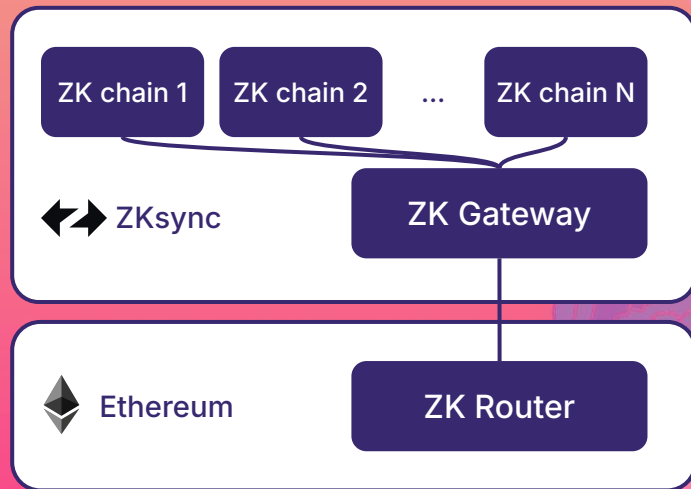 ZK chain 1
ZK chain 2
...
ZK chain N
ZKsync
ZK Gateway
Ethereum
ZK Router